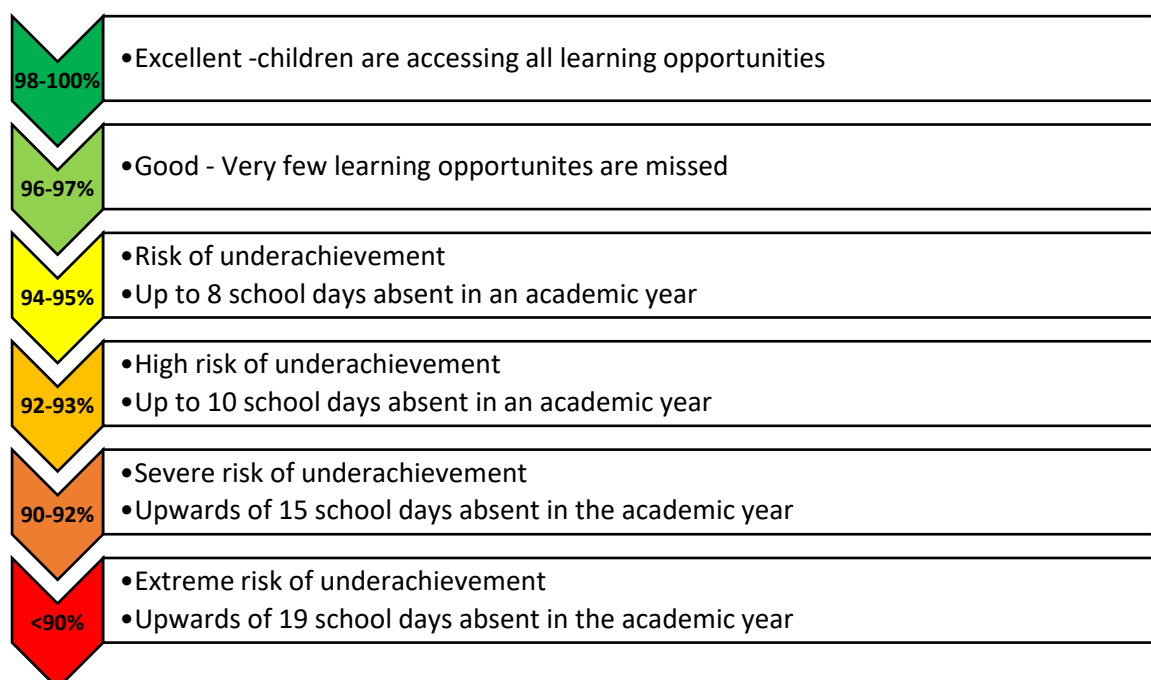 98-100%
•Excellent -children are accessing all learning opportunities
96-97%
•Good - Very few learning opportunites are missed
94-95%
•Risk of underachievement
•Up to 8 school days absent in an academic year
92-93%
•High risk of underachievement
•Up to 10 school days absent in an academic year
90-92%
•Severe risk of underachievement
•Upwards of 15 school days absent in the academic year
<90%
•Extreme risk of underachievement
•Upwards of 19 school days absent in the academic year